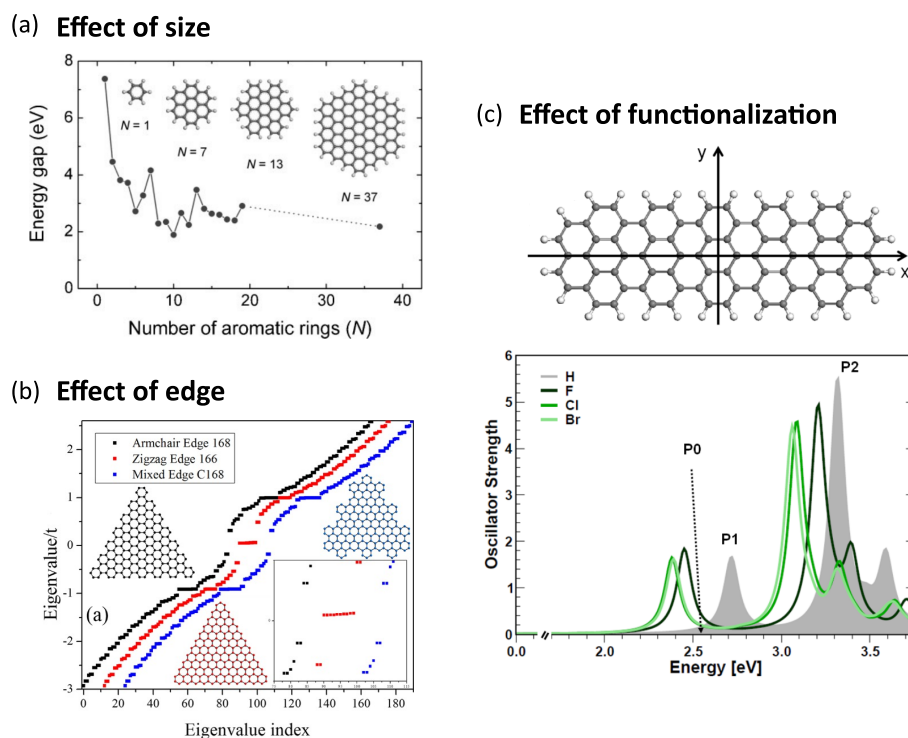 (a) Effect of size
8
6
4
2
0
Energy gap (eV)
N = 1
N = 7
N = 13
N = 37
0 10 20 30 40
Number of aromatic rings (N)
(b) Effect of edge
2
1
0
-1
-2
-3
Eigenvalue/t
Armchair Edge 168
Zigzag Edge 166
Mixed Edge C168
(a)
0 20 40 60 80 100 120 140 160 180
Eigenvalue index
(c) Effect of functionalization
y
x
6
5
4
3
2
1
0
Oscillator Strength
H
F
Cl
Br
P0
P1
P2
0.0 2.0 2.5 3.0 3.5
Energy [eV]